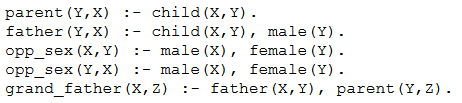 parent(Y,X) :- child(X,Y).
father(Y,X) :- child(X,Y), male(Y).
opp_sex(X,Y) :- male(X), female(Y).
opp_sex(Y,X) :- male(X), female(Y).
grand_father(X,Z) :- father(X,Y), parent(Y,Z).